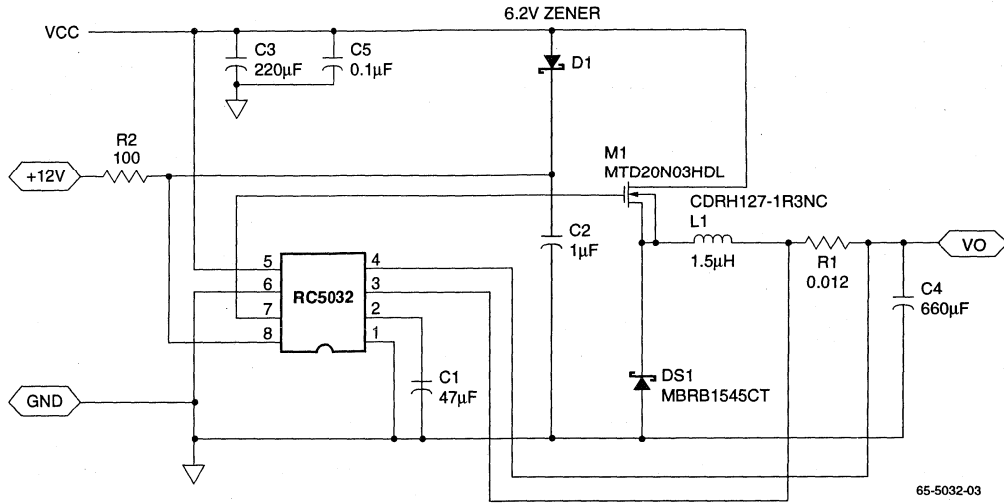 6.2V ZENER
VCC
C3
220µF
C5
0.1µF
D1
R2
100
+12V
M1
MTD20N03HDL
CDRH127-1R3NC
L1
1.5µH
R1
0.012
VO
C2
1µF
C4
660µF
5
6
7
8
RC5032
4
3
2
1
C1
47µF
DS1
MBRB1545CT
GND
65-5032-03